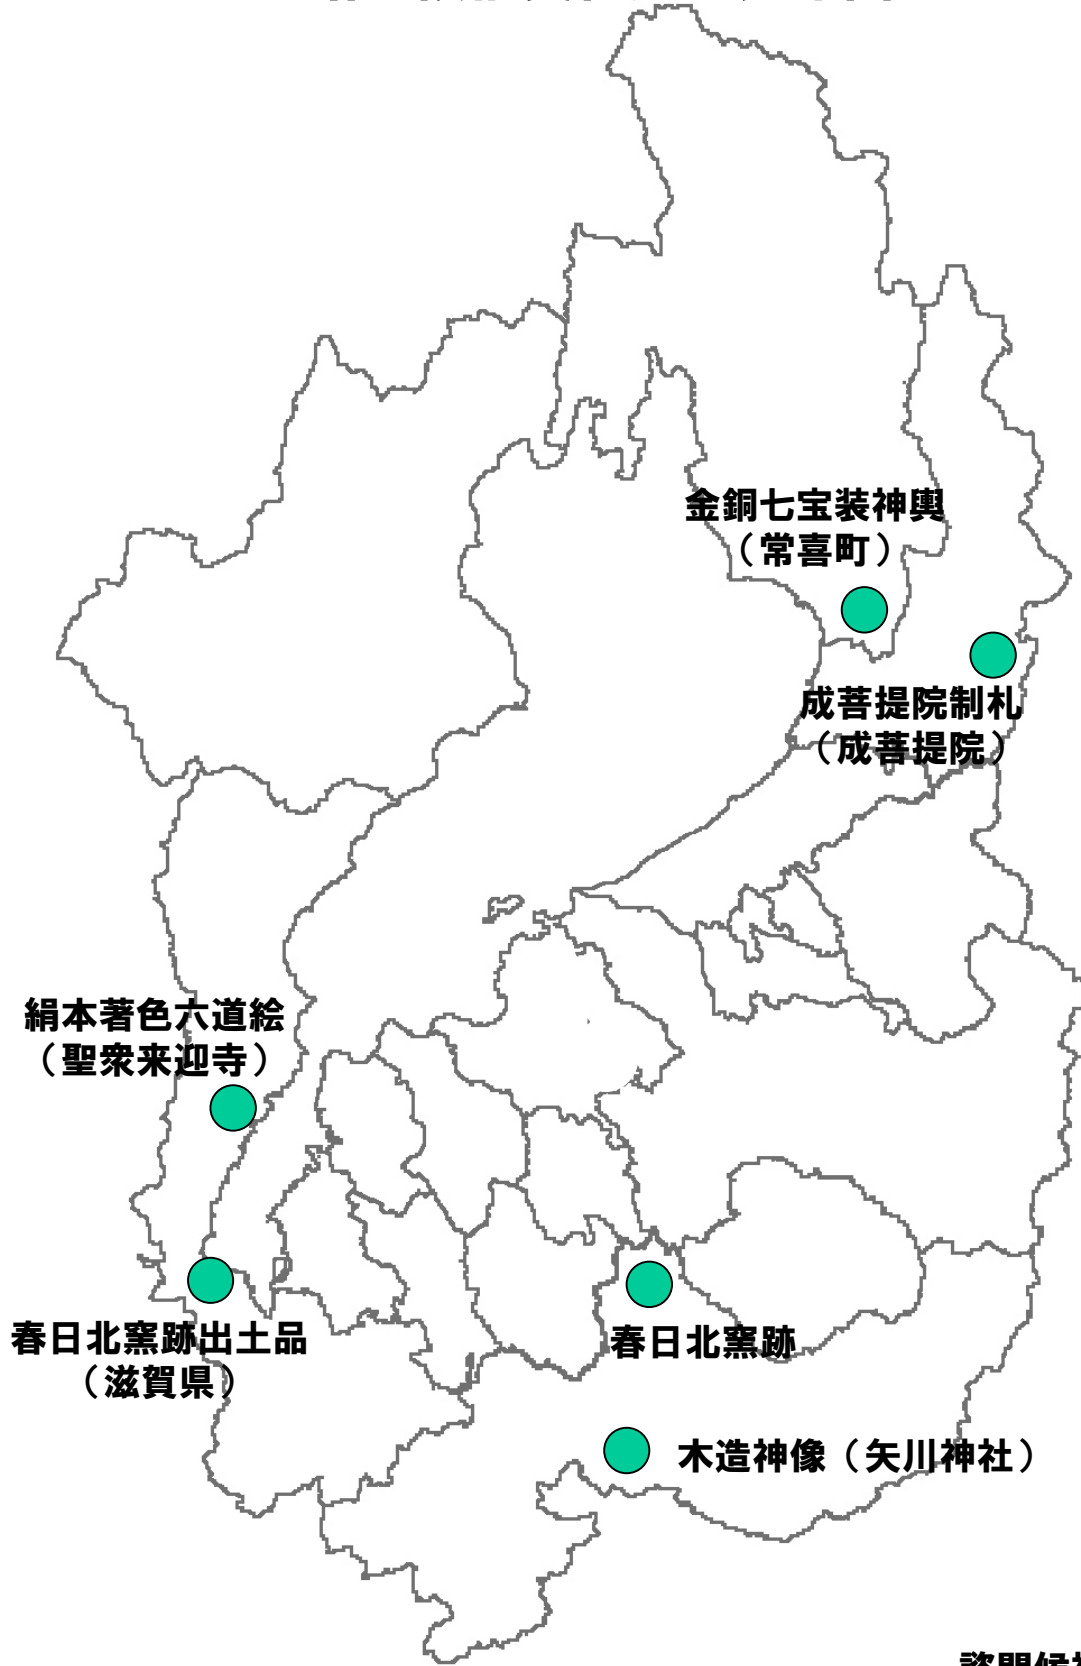 金銅七宝装神輿
（常喜町）
成菩提院制札
（成菩提院）
絹本著色六道絵
（聖衆来迎寺）
春日北窯跡出土品
（滋賀県）
春日北窯跡
木造神像（矢川神社）